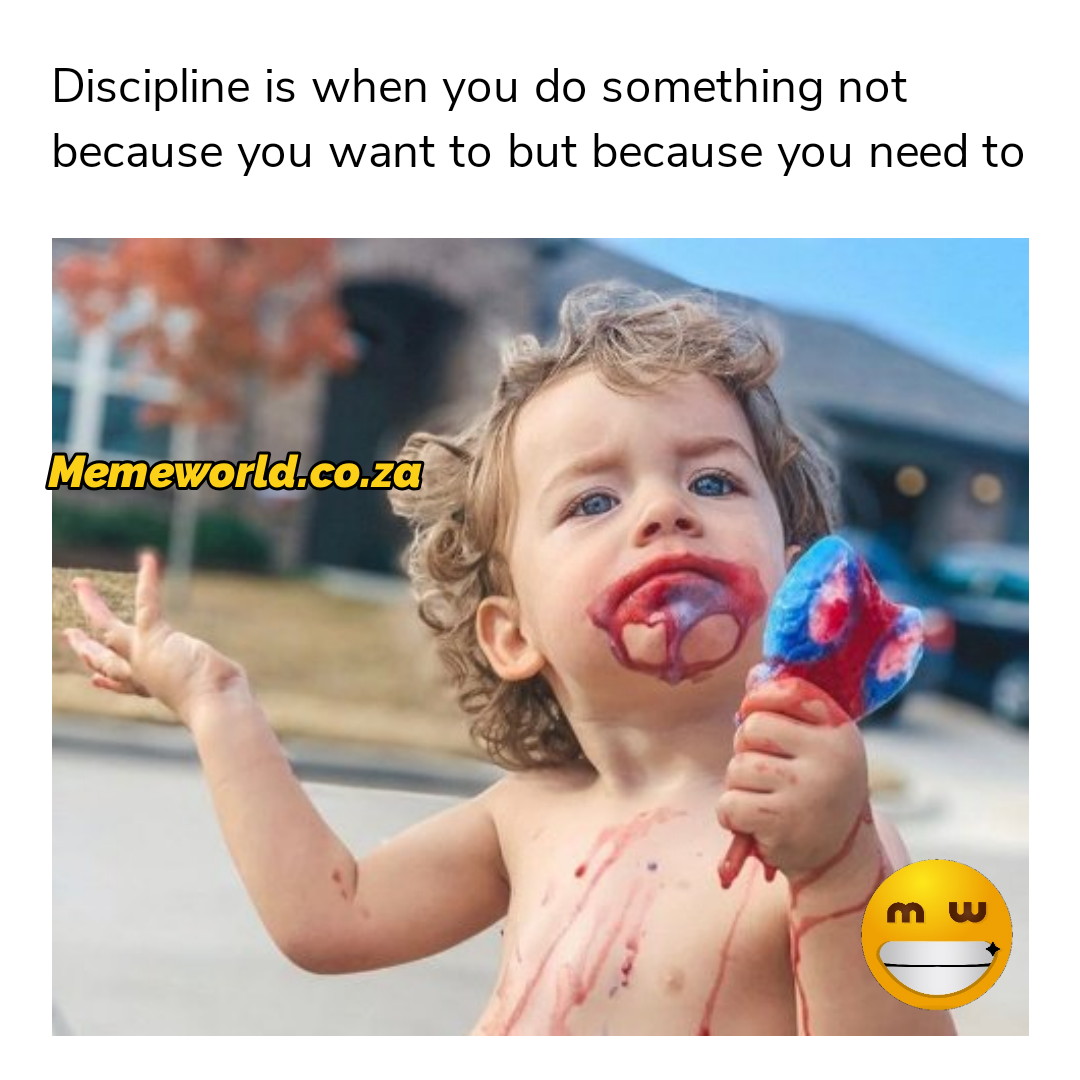 Discipline is when you do something not
because you want to but because you need to
Memeworld.co.za
m w